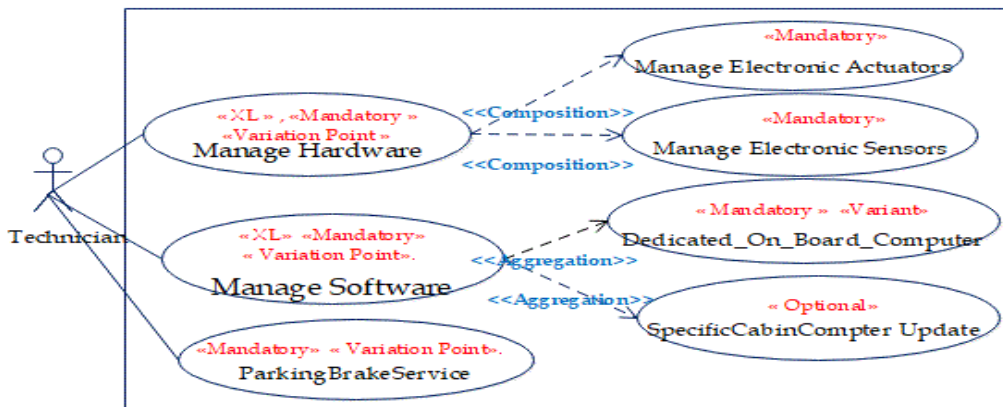 «Mandatory»
Manage Electronic Actuators
« XL » , «Mandatory »
«Variation Point »
Manage Hardware
<<Composition>>
<<Composition>>
«Mandatory»
Manage Electronic Sensors
Technician
« XL» «Mandatory»
« Variation Point».
Manage Software
<<Aggregation>>
<<Aggregation>>
« Mandatory » «Variant»
Dedicated_On_Board_Computer
« Optional»
SpecificCabinCompter Update
«Mandatory» « Variation Point».
ParkingBrakeService